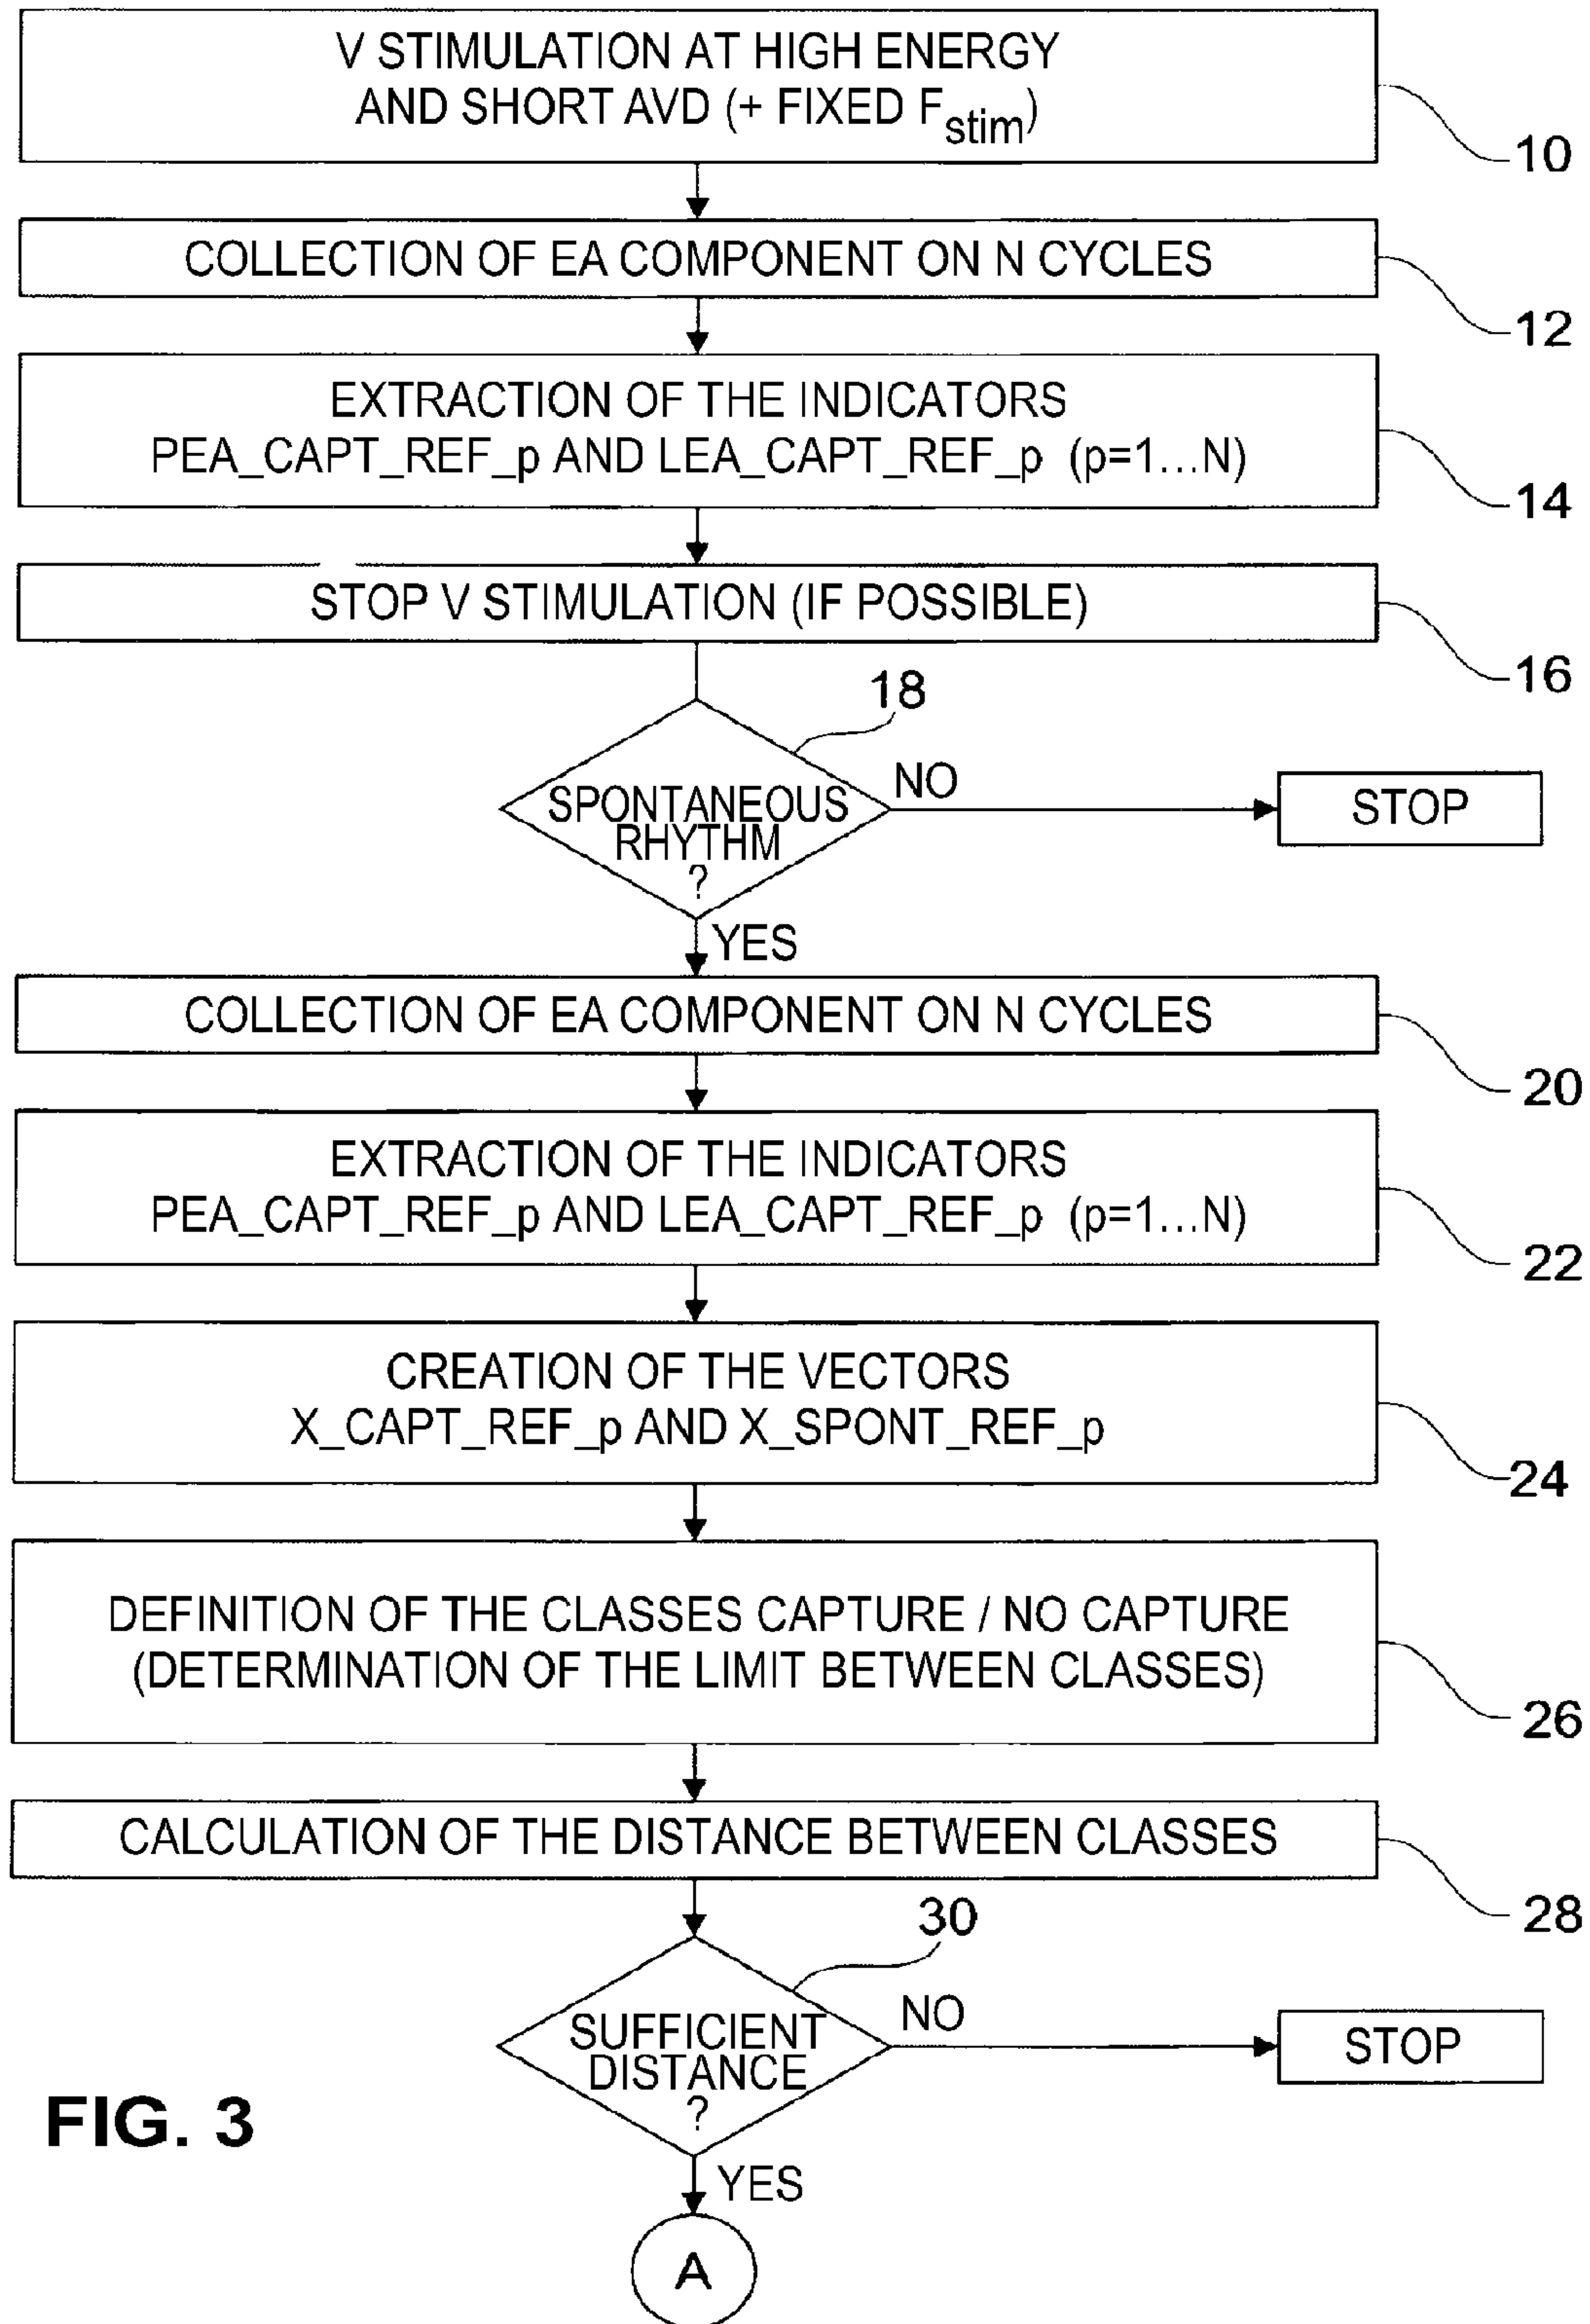 V STIMULATION AT HIGH ENERGY
AND SHORT AVD (+ FIXED Fstim)
10
COLLECTION OF EA COMPONENT ON N CYCLES
12
EXTRACTION OF THE INDICATORS
PEA_CAPT_REF_p AND LEA_CAPT_REF_p (p=1...N)
14
STOP V STIMULATION (IF POSSIBLE)
16
18
SPONTANEOUS
RHYTHM
?
NO
STOP
YES
COLLECTION OF EA COMPONENT ON N CYCLES
20
EXTRACTION OF THE INDICATORS
PEA_CAPT_REF_p AND LEA_CAPT_REF_p (p=1...N)
22
CREATION OF THE VECTORS
X_CAPT_REF_p AND X_SPONT_REF_p
24
DEFINITION OF THE CLASSES CAPTURE / NO CAPTURE
(DETERMINATION OF THE LIMIT BETWEEN CLASSES)
26
CALCULATION OF THE DISTANCE BETWEEN CLASSES
28
30
SUFFICIENT
DISTANCE
?
NO
STOP
YES
A
FIG. 3